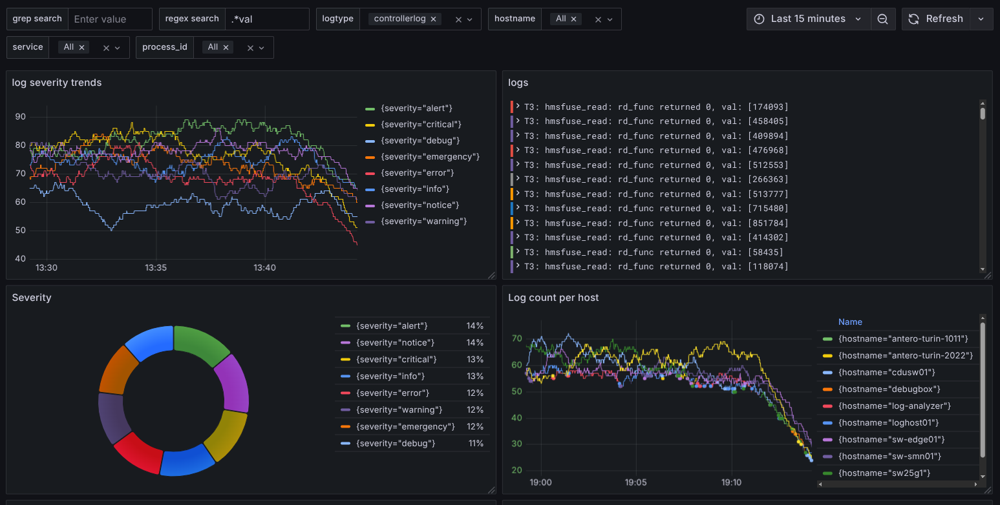 grep search Enter value regex search .*val logtype controllerlog hostname All Last 15 minutes Refresh
service All process_id All
log severity trends
90
80
70
60
50
40
13:30 13:35 13:40
{severity="alert"}
{severity="critical"}
{severity="debug"}
{severity="emergency"}
{severity="error"}
{severity="info"}
{severity="notice"}
{severity="warning"}
logs
T3: hmsfuse_read: rd_func returned 0, val: [174093]
T3: hmsfuse_read: rd_func returned 0, val: [458405]
T3: hmsfuse_read: rd_func returned 0, val: [409894]
T3: hmsfuse_read: rd_func returned 0, val: [476968]
T3: hmsfuse_read: rd_func returned 0, val: [512553]
T3: hmsfuse_read: rd_func returned 0, val: [266363]
T3: hmsfuse_read: rd_func returned 0, val: [513777]
T3: hmsfuse_read: rd_func returned 0, val: [715480]
T3: hmsfuse_read: rd_func returned 0, val: [851784]
T3: hmsfuse_read: rd_func returned 0, val: [414302]
T3: hmsfuse_read: rd_func returned 0, val: [58435]
T3: hmsfuse_read: rd_func returned 0, val: [118074]
Severity
{severity="alert"} 14%
{severity="notice"} 14%
{severity="critical"} 13%
{severity="info"} 13%
{severity="error"} 12%
{severity="warning"} 12%
{severity="emergency"} 12%
{severity="debug"} 11%
Log count per host
70
60
50
40
30
20
19:00 19:05 19:10
Name
{hostname="antero-turin-1011"}
{hostname="antero-turin-2022"}
{hostname="cdusw01"}
{hostname="debugbox"}
{hostname="log-analyzer"}
{hostname="loghost01"}
{hostname="sw-edge01"}
{hostname="sw-smn01"}
{hostname="sw25g1"}